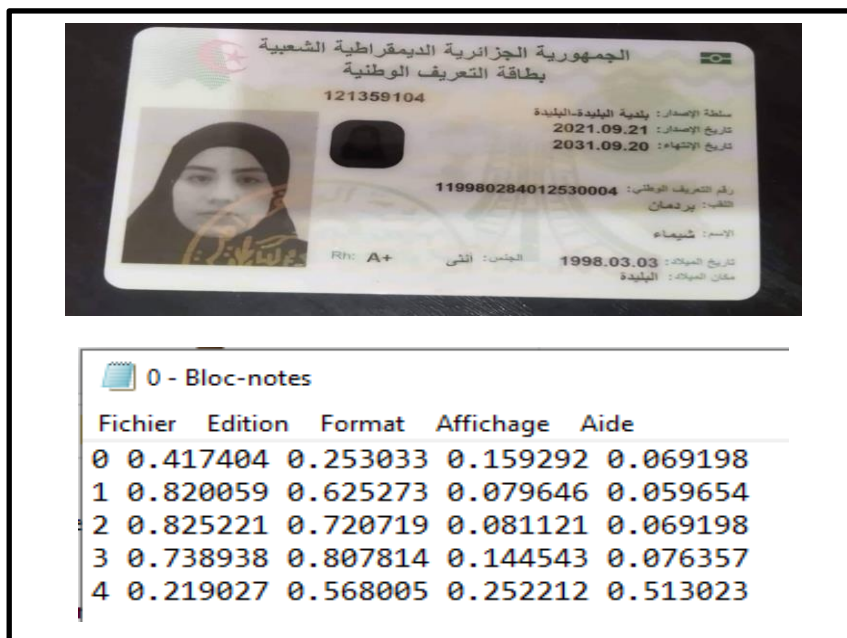 الجمهورية الجزائرية الديمقراطية الشعبية
بطاقة التعريف الوطنية
121359104
سلطة الإصدار: بلدية البليدة-البليدة
تاريخ الإصدار: 2021.09.21
تاريخ الإنتهاء: 2031.09.20
رقم التعريف الوطني: 119980284012530004
اللقب: بردمان
الاسم: شيماء
تاريخ الميلاد: 1998.03.03 الجنس: انثى Rh: A+
مكان الميلاد: البليدة
0 - Bloc-notes
Fichier Edition Format Affichage Aide
0 0.417404 0.253033 0.159292 0.069198
1 0.820059 0.625273 0.079646 0.059654
2 0.825221 0.720719 0.081121 0.069198
3 0.738938 0.807814 0.144543 0.076357
4 0.219027 0.568005 0.252212 0.513023